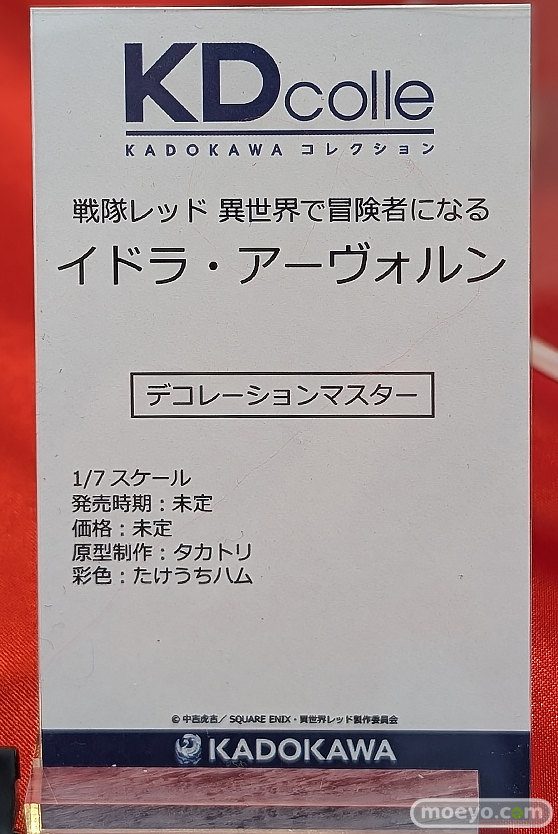 KDcolle
KADOKAWA コレクション
戦隊レッド 異世界で冒険者になる
イドラ・アーヴォルン
デコレーションマスター
1/7 スケール
発売時期：未定
価格：未定
原型制作：タカトリ
彩色：たけうちハム
© 中吉虎吉／SQUARE ENIX・異世界レッド製作委員会
KADOKAWA
moeyo.com